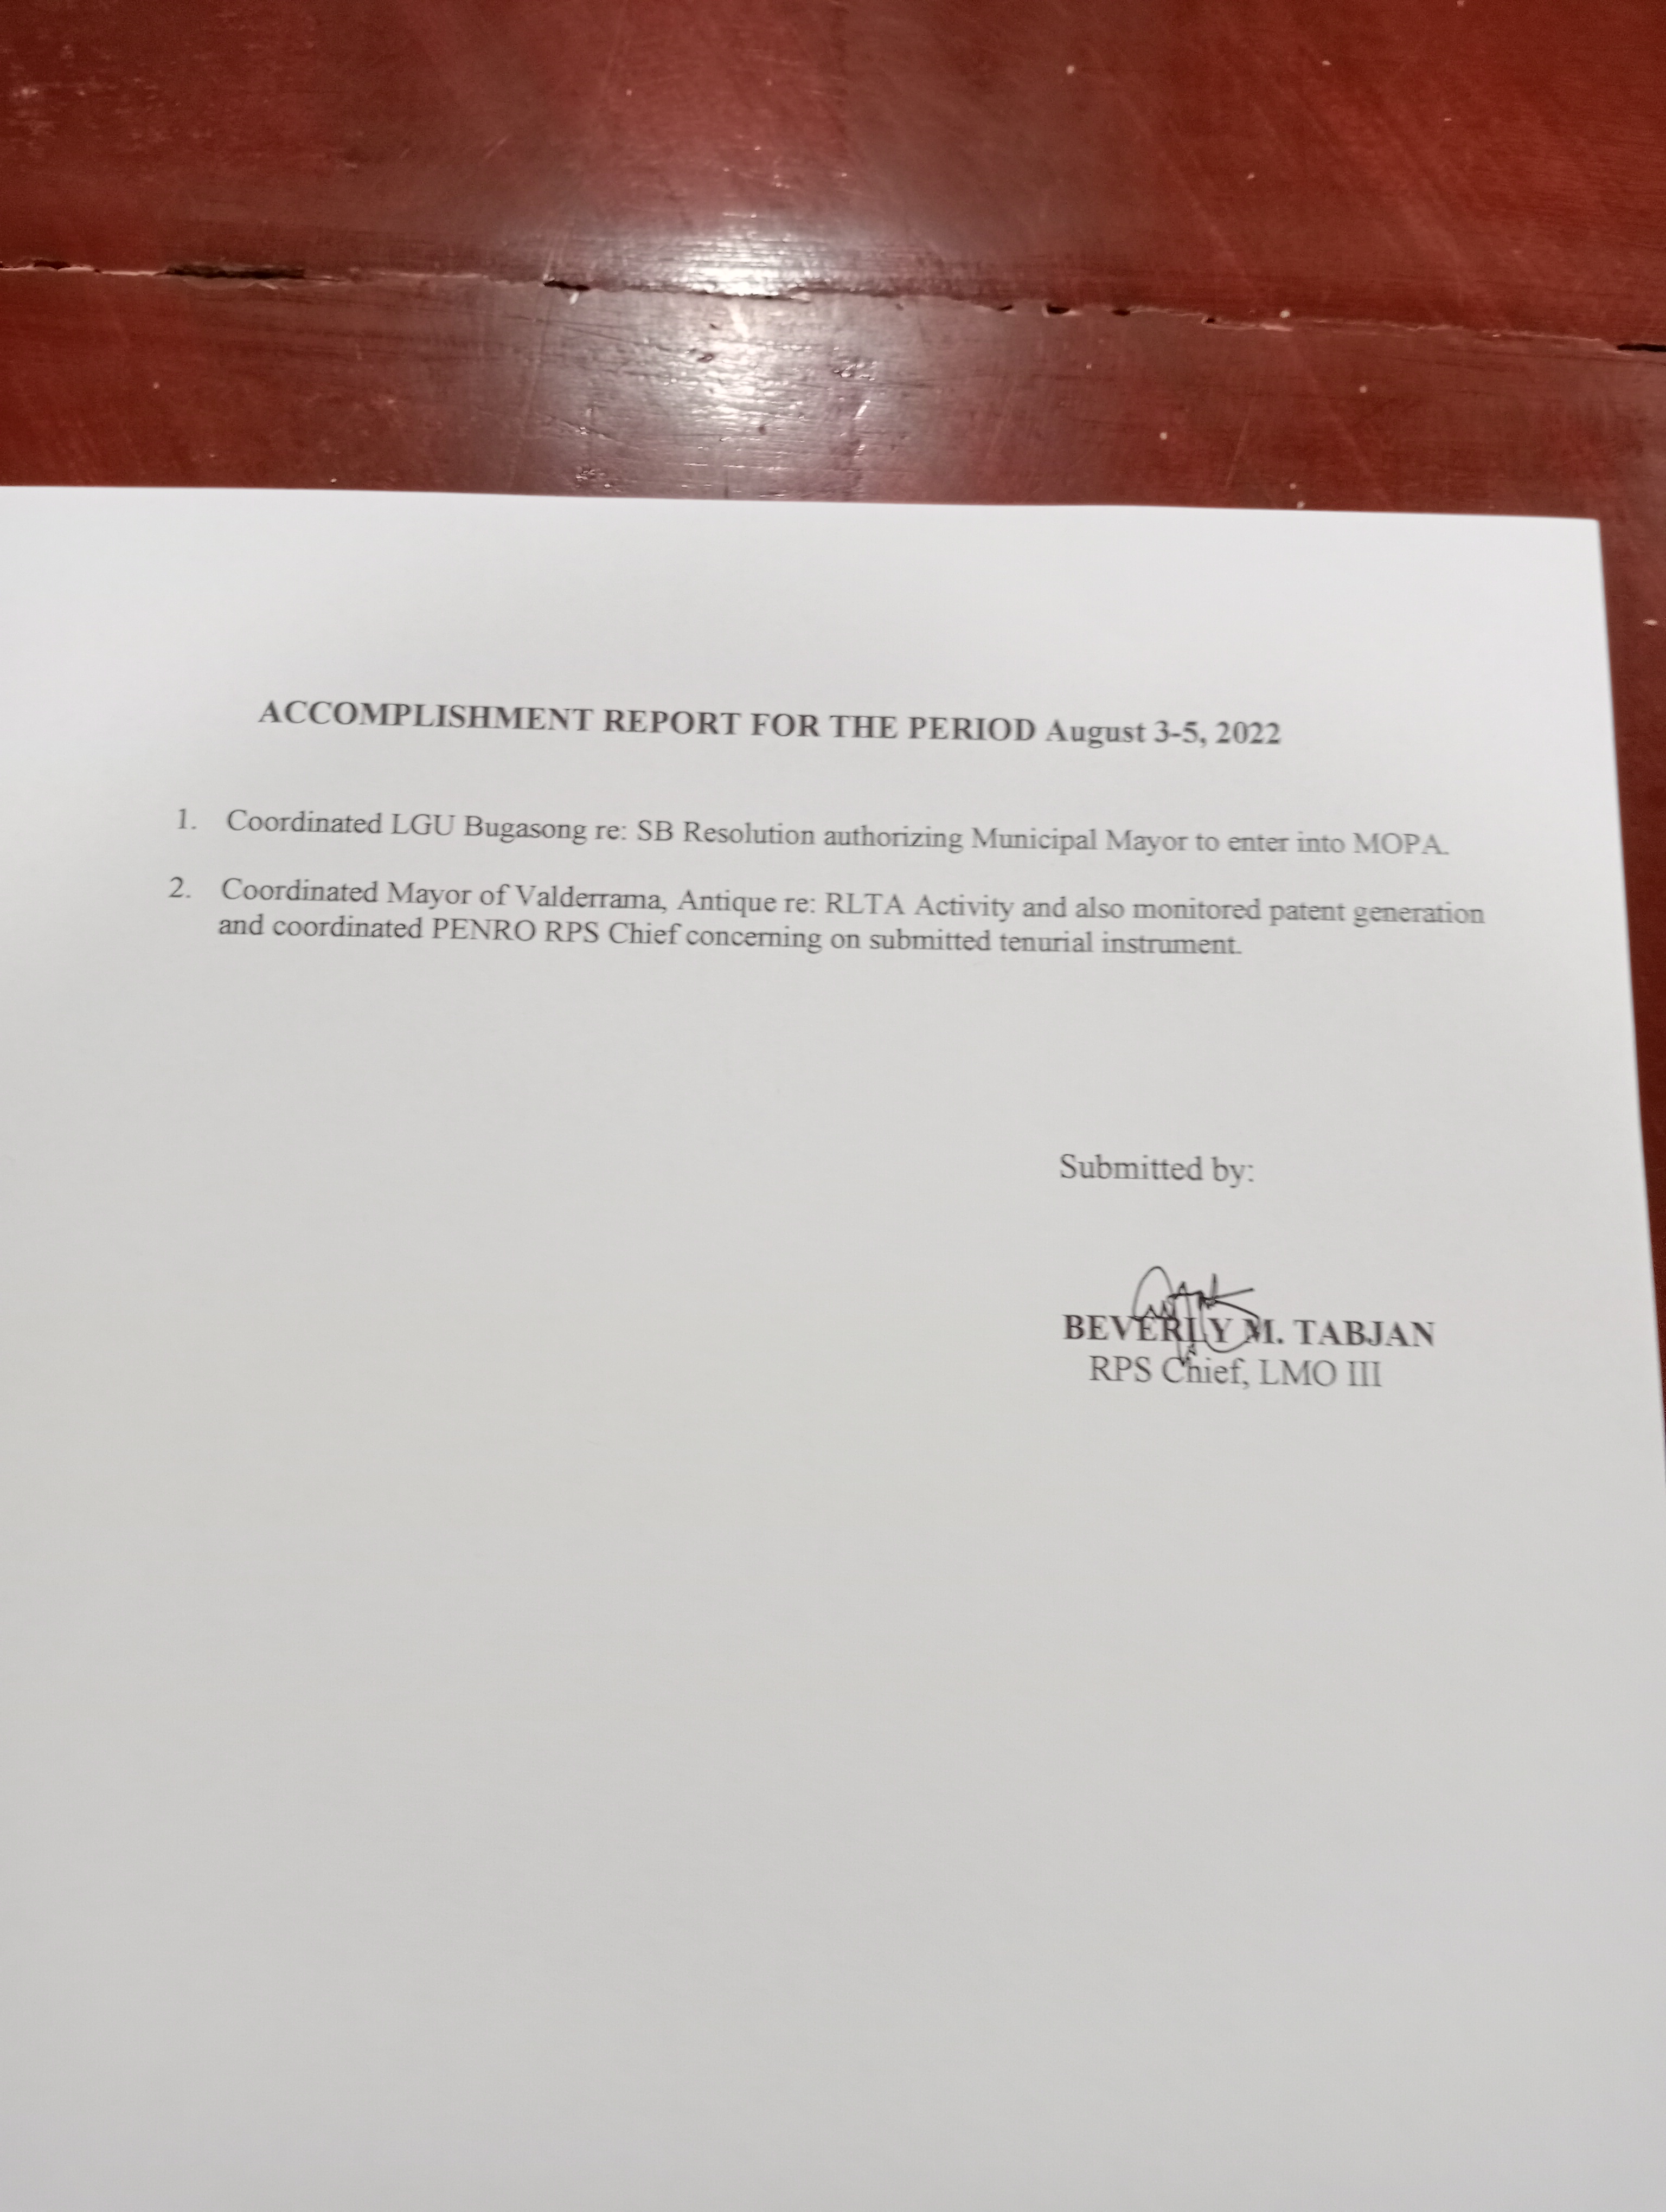 ACCOMPLISHMENT REPORT FOR THE PERIOD August 3-5, 2022
1. Coordinated LGU Bugasong re: SB Resolution authorizing Municipal Mayor to enter into MOPA.
2. Coordinated Mayor of Valderrama, Antique re: RLTA Activity and also monitored patent generation
and coordinated PENRO RPS Chief concerning on submitted tenurial instrument.
Submitted by:
BEVERLY M. TABJAN
RPS Chief, LMO III